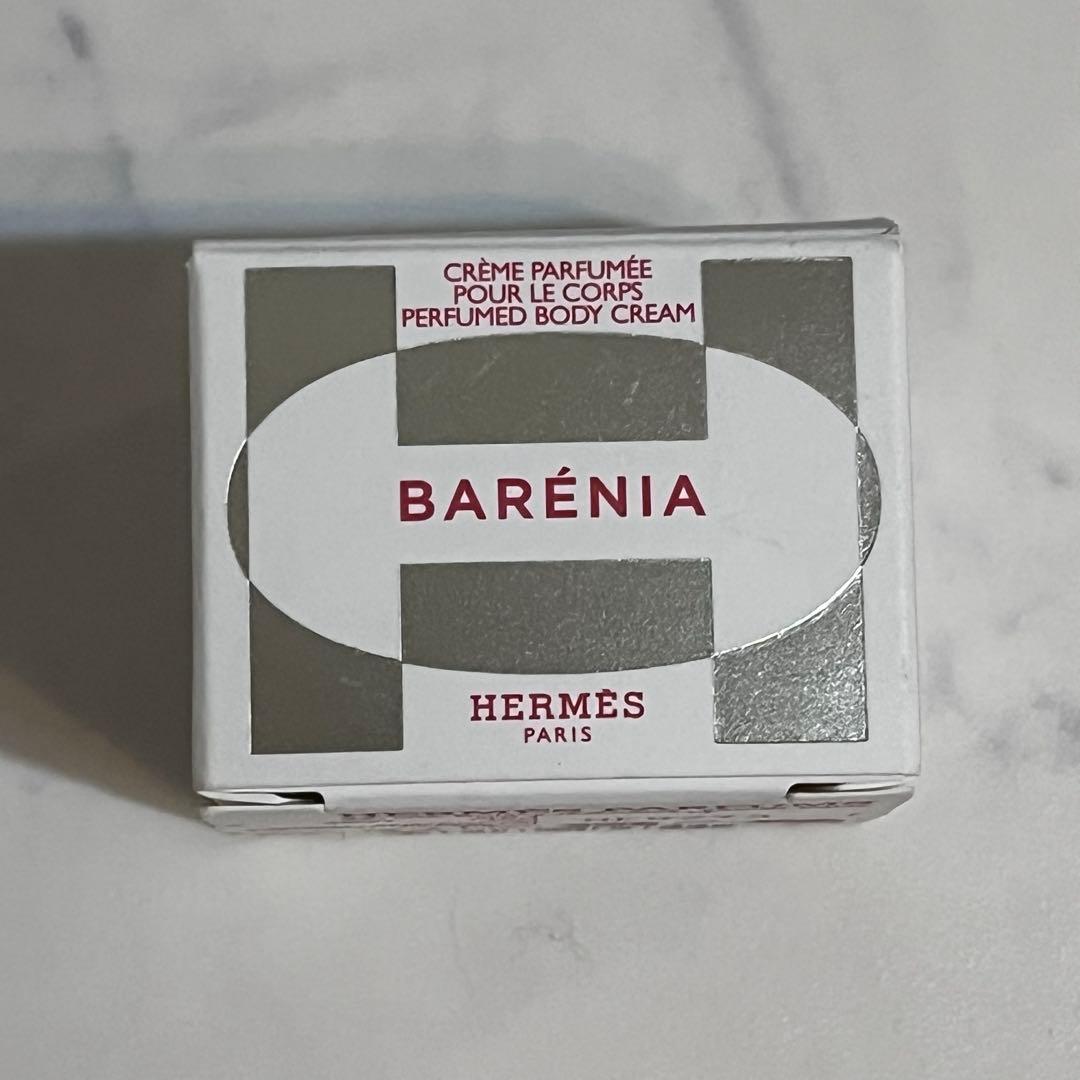 CRÈME PARFUMÉE
POUR LE CORPS
PERFUMED BODY CREAM
BARÉNIA
HERMÈS
PARIS